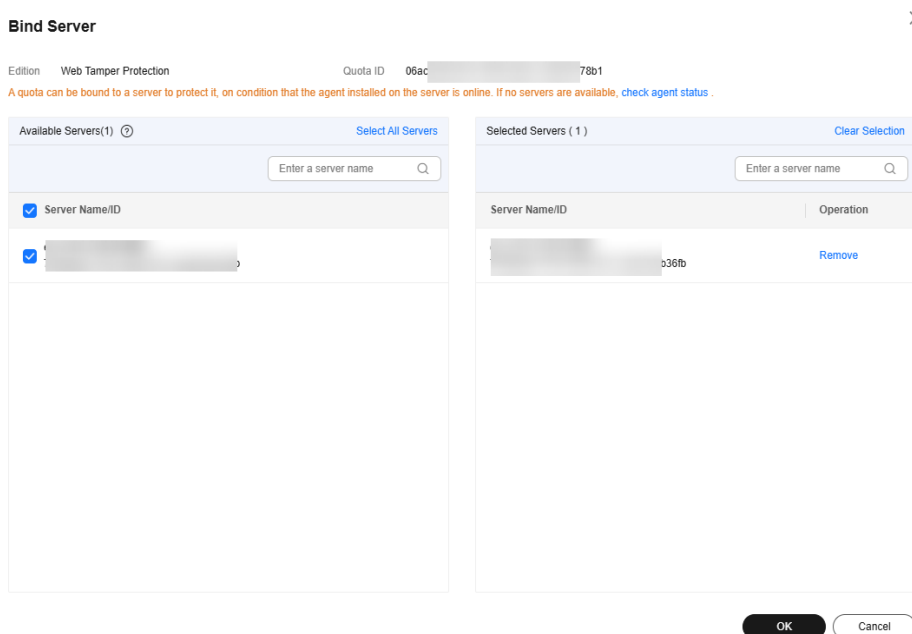 Bind Server
Edition Web Tamper Protection Quota ID 06ac 78b1
A quota can be bound to a server to protect it, on condition that the agent installed on the server is online. If no servers are available, check agent status .
Available Servers(1) ? Select All Servers
Enter a server name
Server Name/ID
Selected Servers ( 1 ) Clear Selection
Enter a server name
Server Name/ID Operation
b36fb Remove
OK Cancel